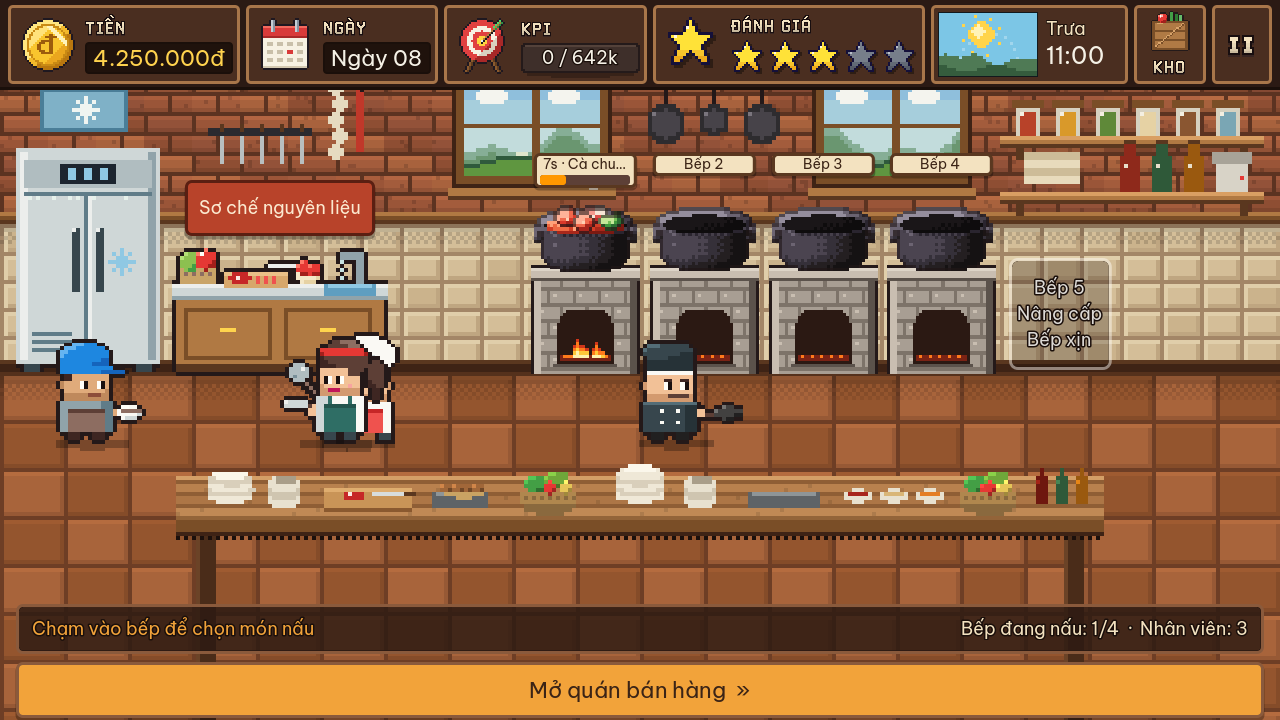 TIỀN
4.250.000đ
NGÀY
Ngày 08
KPI
0 / 642k
ĐÁNH GIÁ
Trưa
11:00
KHO
7s · Cà chu...
Bếp 2
Bếp 3
Bếp 4
Sơ chế nguyên liệu
Bếp 5
Nâng cấp
Bếp xịn
Chạm vào bếp để chọn món nấu
Bếp đang nấu: 1/4 · Nhân viên: 3
Mở quán bán hàng »